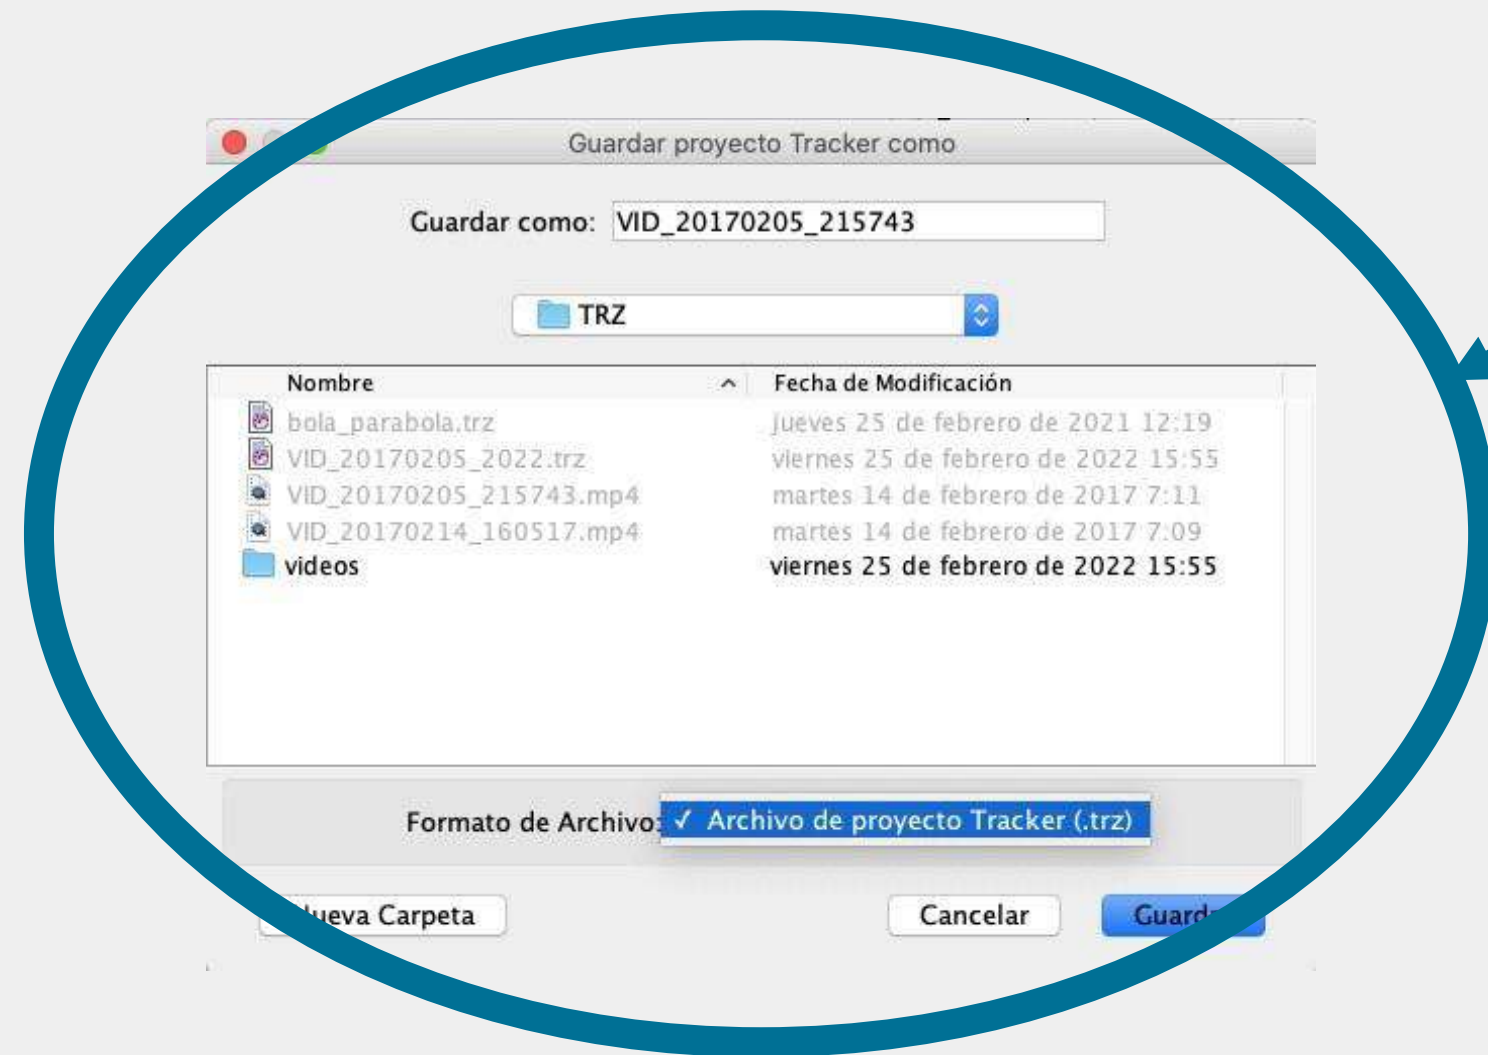 Guardar proyecto Tracker como
Guardar como: VID_20170205_215743
TRZ
Nombre Fecha de Modificación
bola_parabola.trz jueves 25 de febrero de 2021 12:19
VID_20170205_2022.trz viernes 25 de febrero de 2022 15:55
VID_20170205_215743.mp4 martes 14 de febrero de 2017 7:11
VID_20170214_160517.mp4 martes 14 de febrero de 2017 7:09
videos viernes 25 de febrero de 2022 15:55
Formato de Archivo: ✓ Archivo de proyecto Tracker (.trz)
Carpeta Cancelar